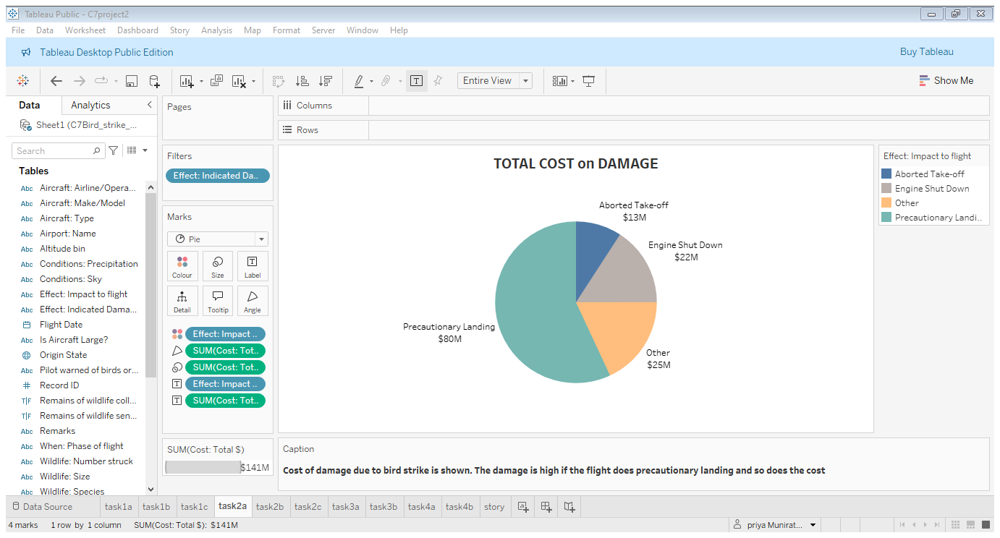 Tableau Public - C7project2
File Data Worksheet Dashboard Story Analysis Map Format Server Window Help
Tableau Desktop Public Edition
Buy Tableau
Entire View
Show Me
Data Analytics
Sheet1 (C7Bird_strike_...
Search
Tables
Abc Aircraft: Airline/Opera...
Abc Aircraft: Make/Model
Abc Aircraft: Type
Abc Airport: Name
Abc Altitude bin
Abc Conditions: Precipitation
Abc Conditions: Sky
Abc Effect: Impact to flight
Abc Effect: Indicated Dama...
Flight Date
Abc Is Aircraft Large?
Origin State
Abc Pilot warned of birds or...
# Record ID
T|F Remains of wildlife coll...
T|F Remains of wildlife sen...
Abc Remarks
Abc When: Phase of flight
Abc Wildlife: Number struck
Abc Wildlife: Size
Abc Wildlife: Species
Pages
Filters
Effect: Indicated Da..
Marks
Pie
Colour Size Label
Detail Tooltip Angle
Effect: Impact ..
SUM(Cost: Tot..
SUM(Cost: Tot..
Effect: Impact ..
SUM(Cost: Tot..
SUM(Cost: Total $)
$141M
Columns
Rows
TOTAL COST on DAMAGE
Aborted Take-off
$13M
Engine Shut Down
$22M
Precautionary Landing
$80M
Other
$25M
Effect: Impact to flight
Aborted Take-off
Engine Shut Down
Other
Precautionary Landi..
Caption
Cost of damage due to bird strike is shown. The damage is high if the flight does precautionary landing and so does the cost
Data Source task1a task1b task1c task2a task2b task2c task3a task3b task4a task4b story
4 marks 1 row by 1 column SUM(Cost: Total $): $141M
priya Munirat...